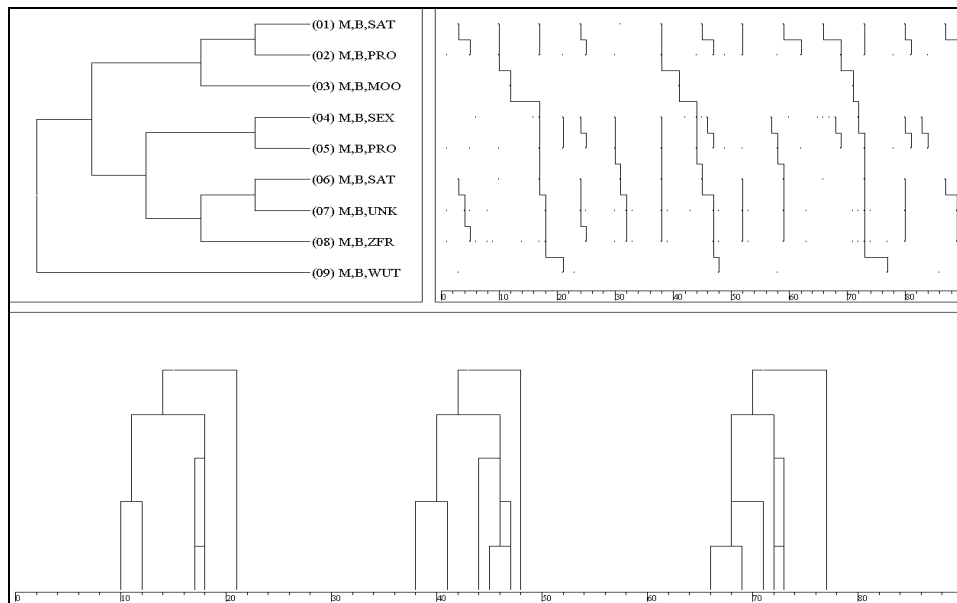 (01) M,B,SAT
(02) M,B,PRO
(03) M,B,MOO
(04) M,B,SEX
(05) M,B,PRO
(06) M,B,SAT
(07) M,B,UNK
(08) M,B,ZFR
(09) M,B,WUT
0 10 20 30 40 50 60 70 80
0 10 20 30 40 50 60 70 80